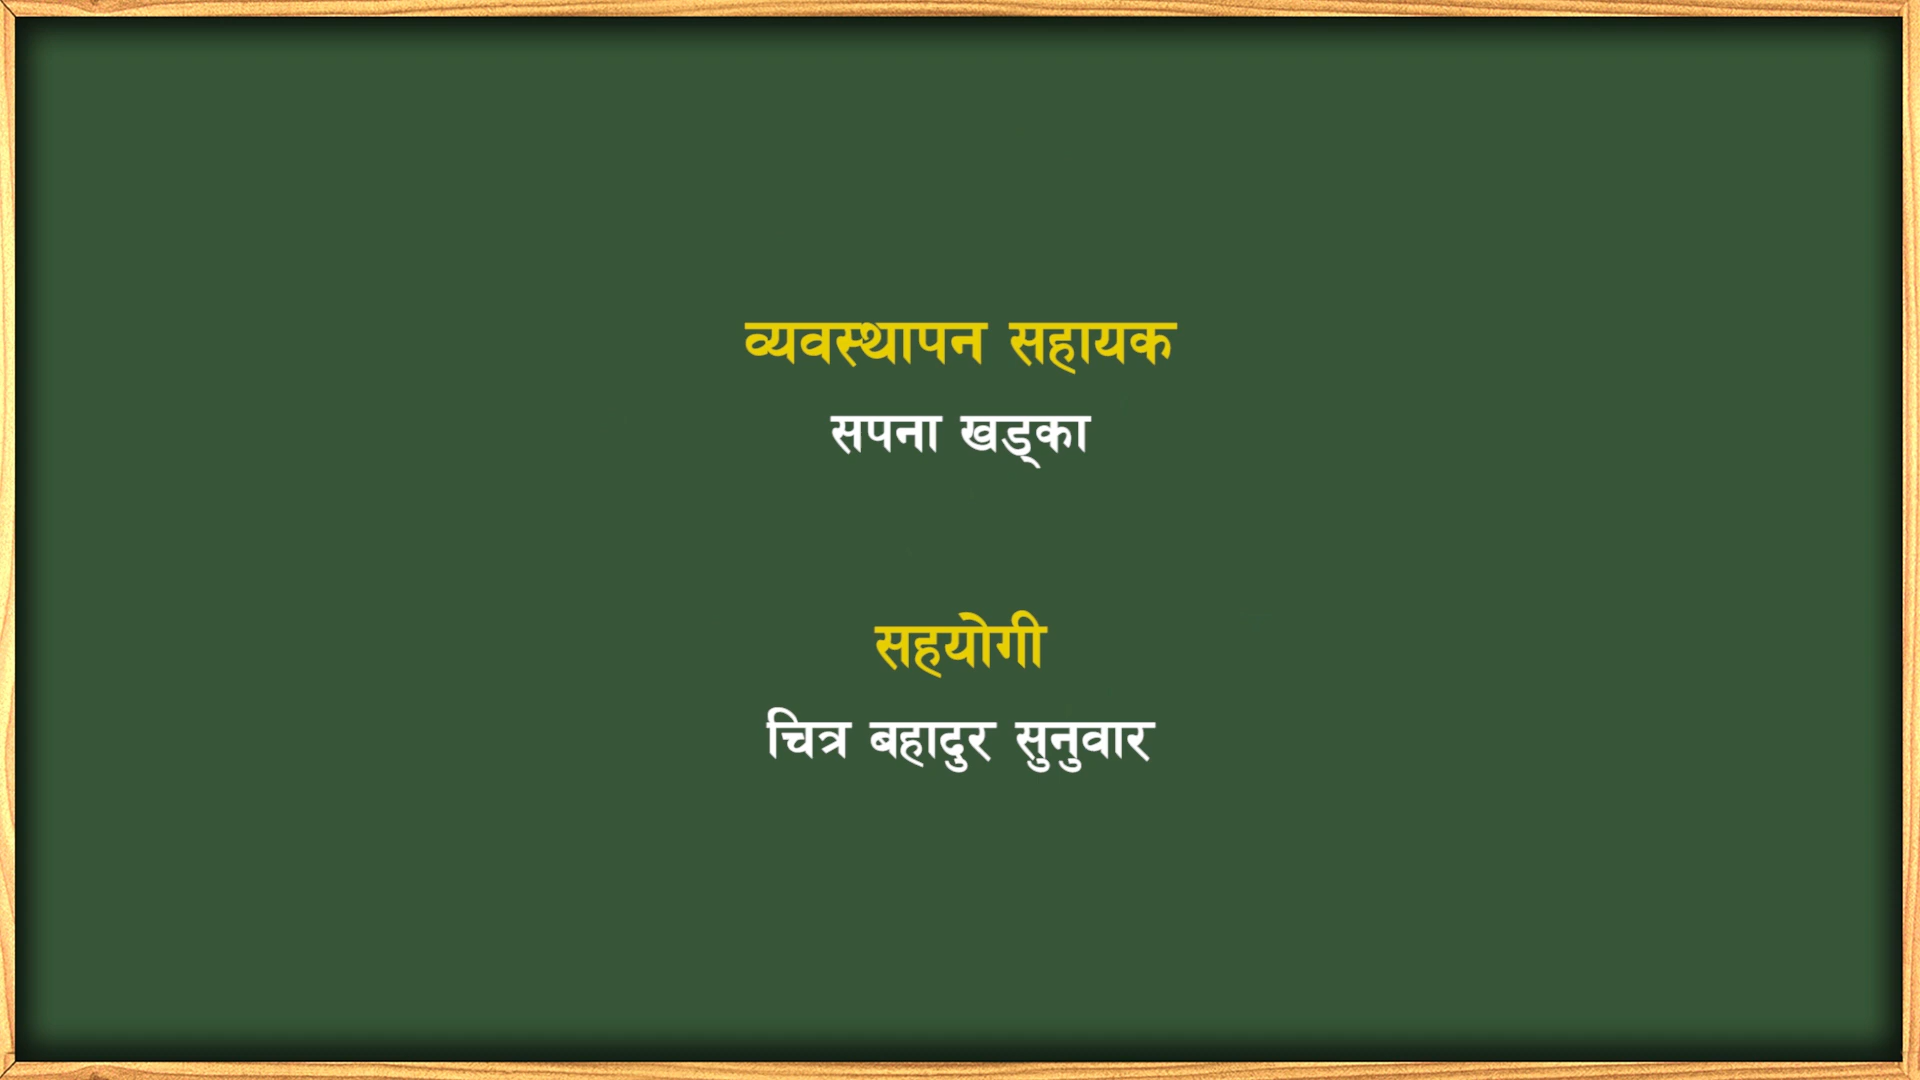 व्यवस्थापन सहायक
सपना खड्का
सहयोगी
चित्र बहादुर सुनुवार